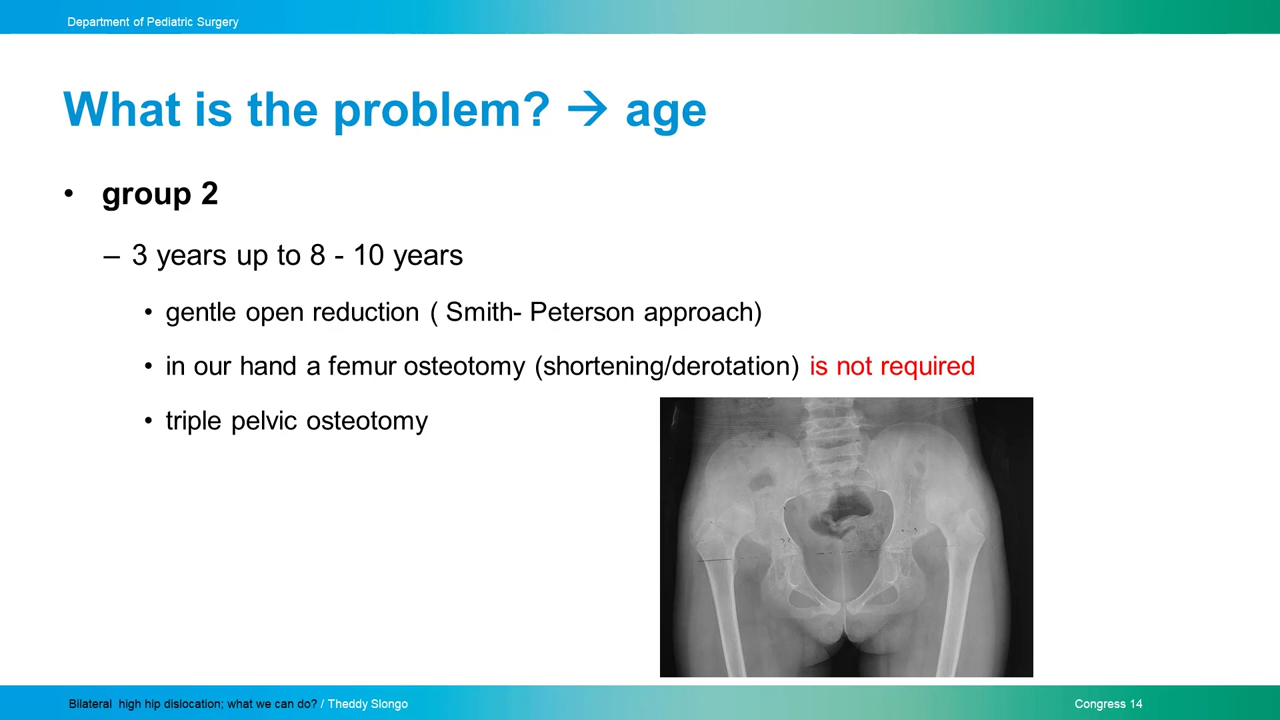 Department of Pediatric Surgery
What is the problem? → age
• group 2
– 3 years up to 8 - 10 years
• gentle open reduction ( Smith- Peterson approach)
• in our hand a femur osteotomy (shortening/derotation) is not required
• triple pelvic osteotomy
Bilateral high hip dislocation; what we can do? / Theddy Slongo
Congress 14